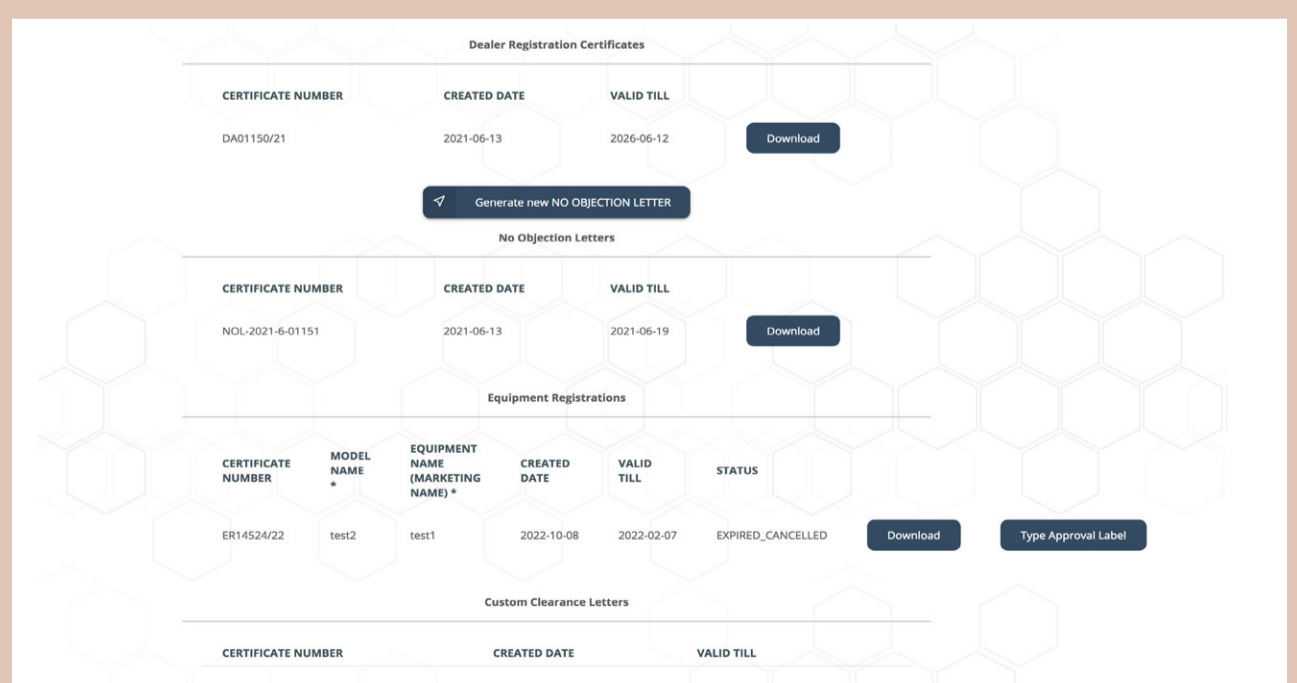 Dealer Registration Certificates
CERTIFICATE NUMBER CREATED DATE VALID TILL
DA01150/21 2021-06-13 2026-06-12 Download
Generate new NO OBJECTION LETTER
No Objection Letters
CERTIFICATE NUMBER CREATED DATE VALID TILL
NOL-2021-6-01151 2021-06-13 2021-06-19 Download
Equipment Registrations
CERTIFICATE NUMBER MODEL NAME * EQUIPMENT NAME (MARKETING NAME) * CREATED DATE VALID TILL STATUS
ER14524/22 test2 test1 2022-10-08 2022-02-07 EXPIRED_CANCELLED Download Type Approval Label
Custom Clearance Letters
CERTIFICATE NUMBER CREATED DATE VALID TILL